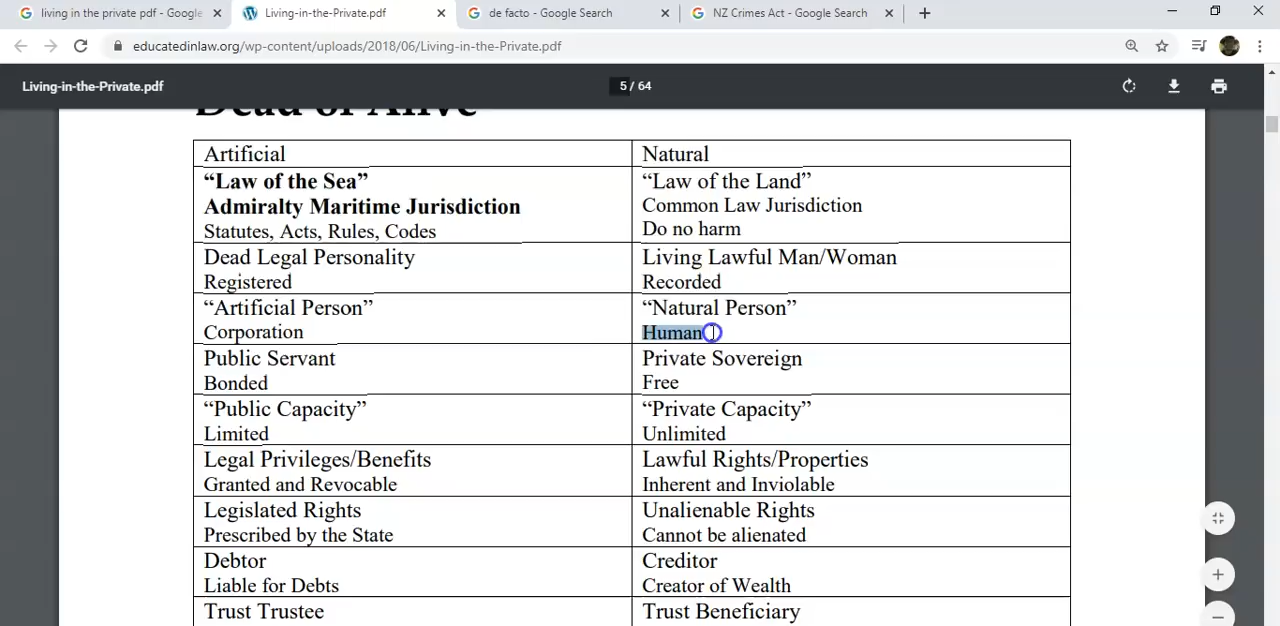 living in the private pdf - Google
Living-in-the-Private.pdf
de facto - Google Search
NZ Crimes Act - Google Search
educatedinlaw.org/wp-content/uploads/2018/06/Living-in-the-Private.pdf
Living-in-the-Private.pdf
5 / 64
Dead or Alive
Artificial
Natural
“Law of the Sea”
Admiralty Maritime Jurisdiction
Statutes, Acts, Rules, Codes
“Law of the Land”
Common Law Jurisdiction
Do no harm
Dead Legal Personality
Registered
Living Lawful Man/Woman
Recorded
“Artificial Person”
Corporation
“Natural Person”
Human
Public Servant
Bonded
Private Sovereign
Free
“Public Capacity”
Limited
“Private Capacity”
Unlimited
Legal Privileges/Benefits
Granted and Revocable
Lawful Rights/Properties
Inherent and Inviolable
Legislated Rights
Prescribed by the State
Unalienable Rights
Cannot be alienated
Debtor
Liable for Debts
Creditor
Creator of Wealth
Trust Trustee
Trust Beneficiary